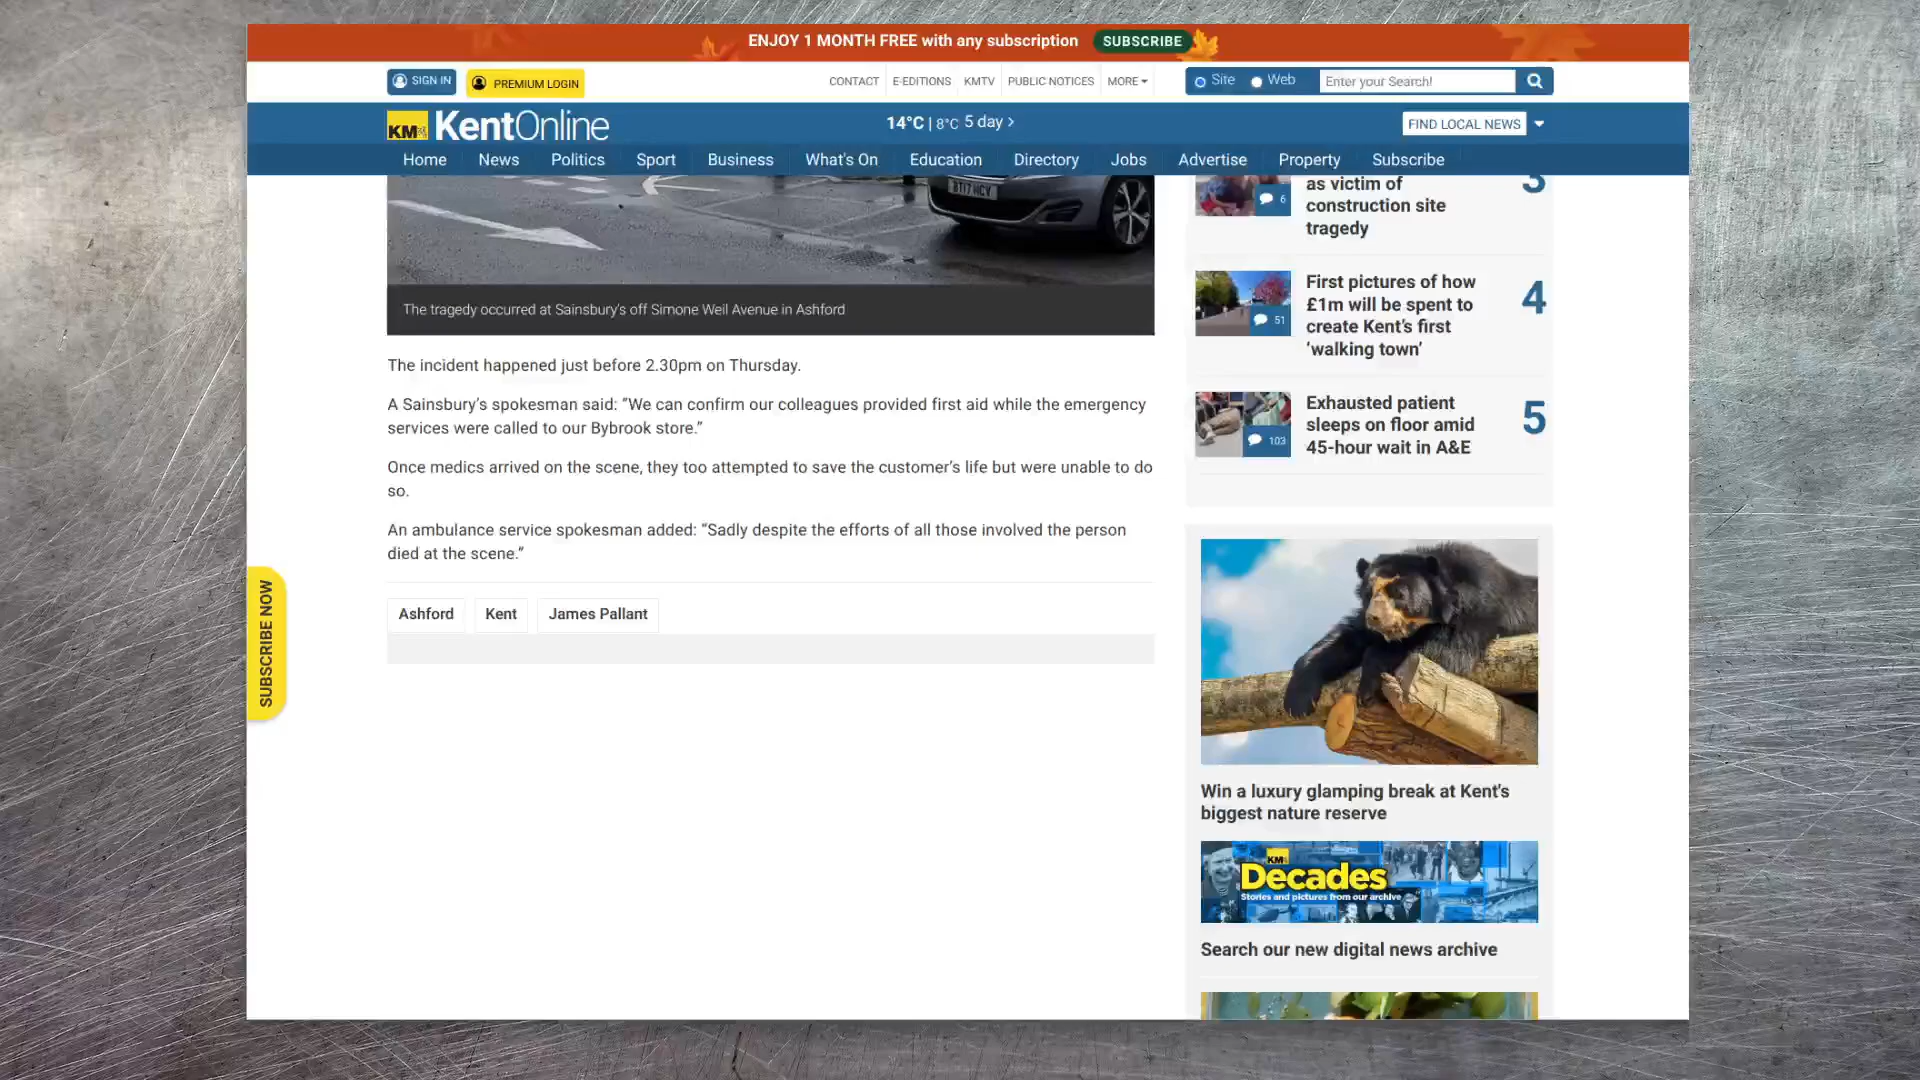 ENJOY 1 MONTH FREE with any subscription SUBSCRIBE
SIGN IN PREMIUM LOGIN CONTACT E-EDITIONS KMTV PUBLIC NOTICES MORE Site Web Enter your Search!
KM KentOnline 14°C | 8°C 5 day > FIND LOCAL NEWS
Home News Politics Sport Business What's On Education Directory Jobs Advertise Property Subscribe
BT17 HCY
The tragedy occurred at Sainsbury's off Simone Weil Avenue in Ashford
The incident happened just before 2.30pm on Thursday.
A Sainsbury’s spokesman said: “We can confirm our colleagues provided first aid while the emergency
services were called to our Bybrook store.”
Once medics arrived on the scene, they too attempted to save the customer’s life but were unable to do
so.
An ambulance service spokesman added: “Sadly despite the efforts of all those involved the person
died at the scene.”
Ashford Kent James Pallant
SUBSCRIBE NOW
as victim of
construction site
tragedy
6
3
First pictures of how
£1m will be spent to
create Kent’s first
‘walking town’
51
4
Exhausted patient
sleeps on floor amid
45-hour wait in A&E
103
5
Win a luxury glamping break at Kent's
biggest nature reserve
KM
Decades
Stories and pictures from our archive
Search our new digital news archive